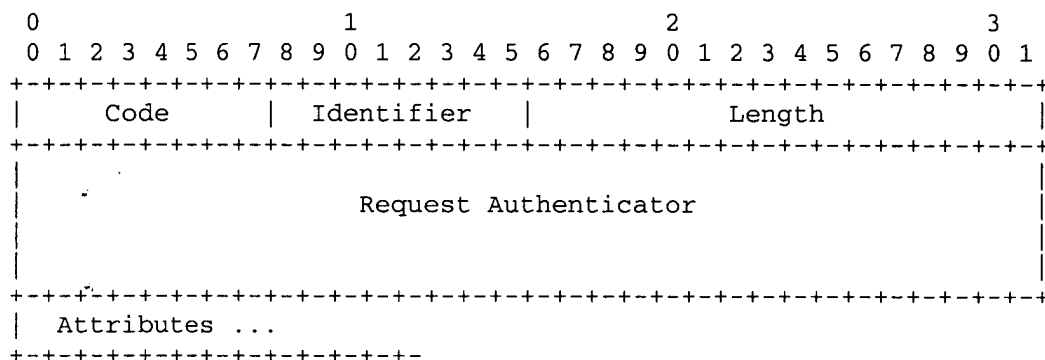 0                   1                   2                   3
0 1 2 3 4 5 6 7 8 9 0 1 2 3 4 5 6 7 8 9 0 1 2 3 4 5 6 7 8 9 0 1
+-+-+-+-+-+-+-+-+-+-+-+-+-+-+-+-+-+-+-+-+-+-+-+-+-+-+-+-+-+-+-+-+
|     Code      |  Identifier   |            Length             |
+-+-+-+-+-+-+-+-+-+-+-+-+-+-+-+-+-+-+-+-+-+-+-+-+-+-+-+-+-+-+-+-+
|                                                               |
|                     Request Authenticator                     |
|                                                               |
|                                                               |
+-+-+-+-+-+-+-+-+-+-+-+-+-+-+-+-+-+-+-+-+-+-+-+-+-+-+-+-+-+-+-+-+
|  Attributes ...
+-+-+-+-+-+-+-+-+-+-+-+-+-